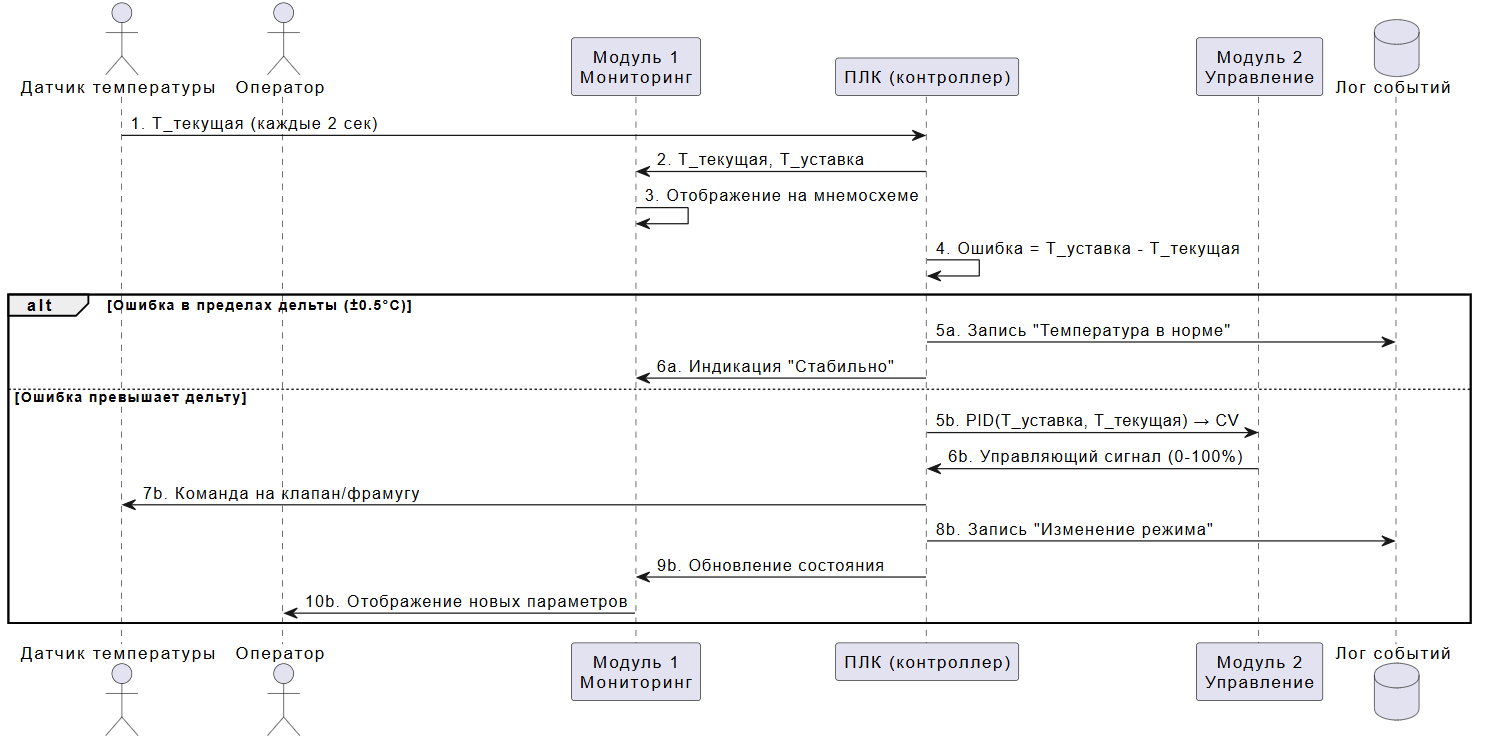 Датчик температуры
Оператор
Модуль 1
Мониторинг
ПЛК (контроллер)
Модуль 2
Управление
Лог событий
1. Т_текущая (каждые 2 сек)
2. Т_текущая, Т_уставка
3. Отображение на мнемосхеме
4. Ошибка = Т_уставка - Т_текущая
alt
[Ошибка в пределах дельты (±0.5°C)]
5a. Запись "Температура в норме"
6a. Индикация "Стабильно"
[Ошибка превышает дельту]
5b. PID(Т_уставка, Т_текущая) → CV
6b. Управляющий сигнал (0-100%)
7b. Команда на клапан/фрамугу
8b. Запись "Изменение режима"
9b. Обновление состояния
10b. Отображение новых параметров
Датчик температуры
Оператор
Модуль 1
Мониторинг
ПЛК (контроллер)
Модуль 2
Управление
Лог событий